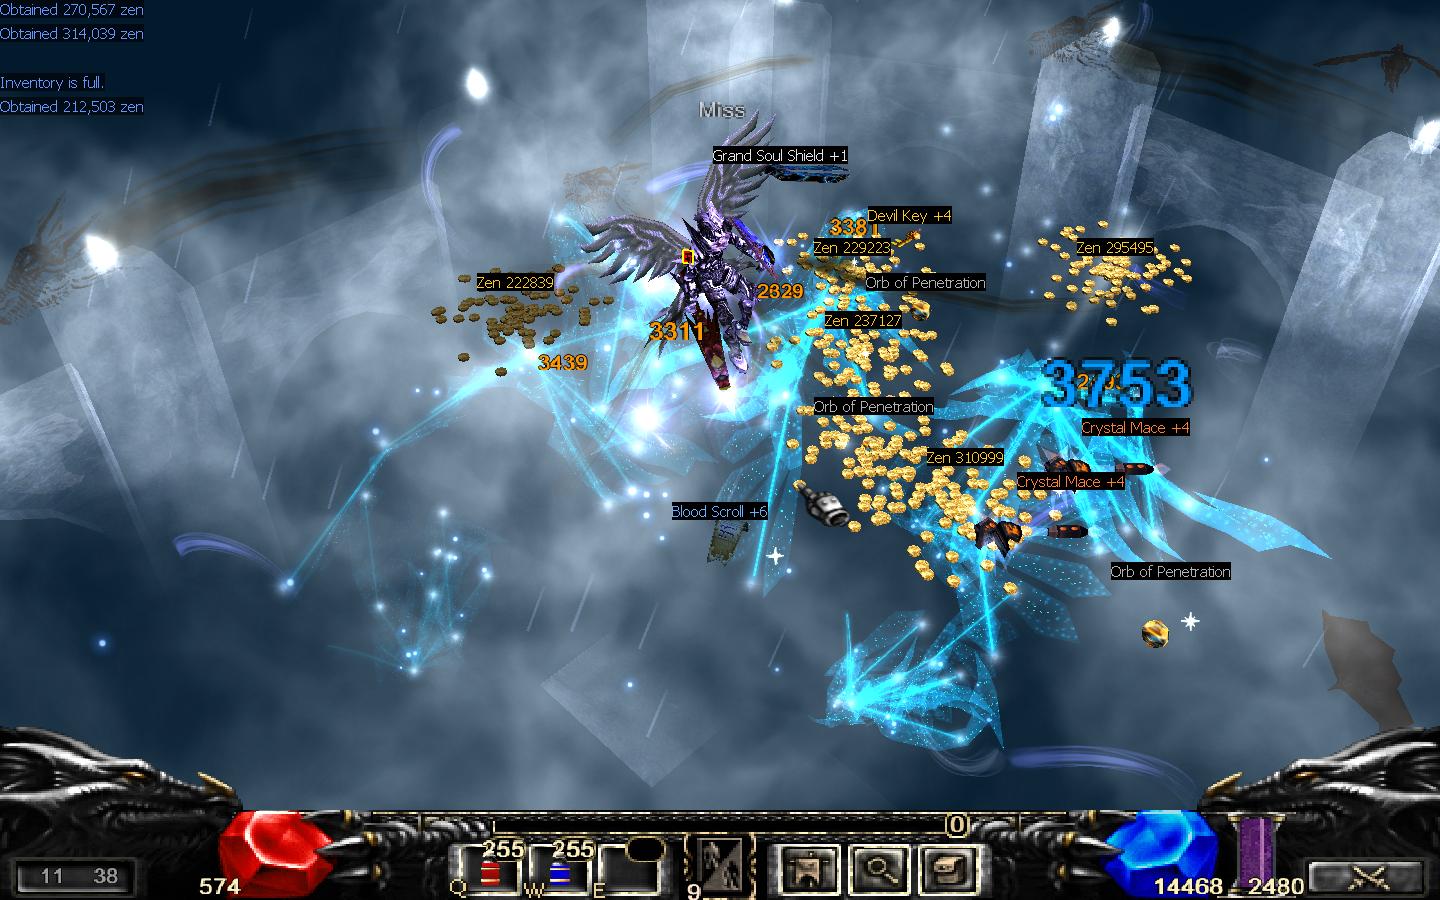 Obtained 270,567 zen
Obtained 314,039 zen
Inventory is full.
Obtained 212,503 zen
Miss
Grand Soul Shield +1
Devil Key +4
3381
Zen 229223
Zen 295495
Zen 222839
Orb of Penetration
2329
Zen 237127
3311
3439
3753
Orb of Penetration
Crystal Mace +4
Zen 310999
Crystal Mace +4
Blood Scroll +6
Orb of Penetration
0
255
255
11 38
574
Q
W
E
9
14468
2480